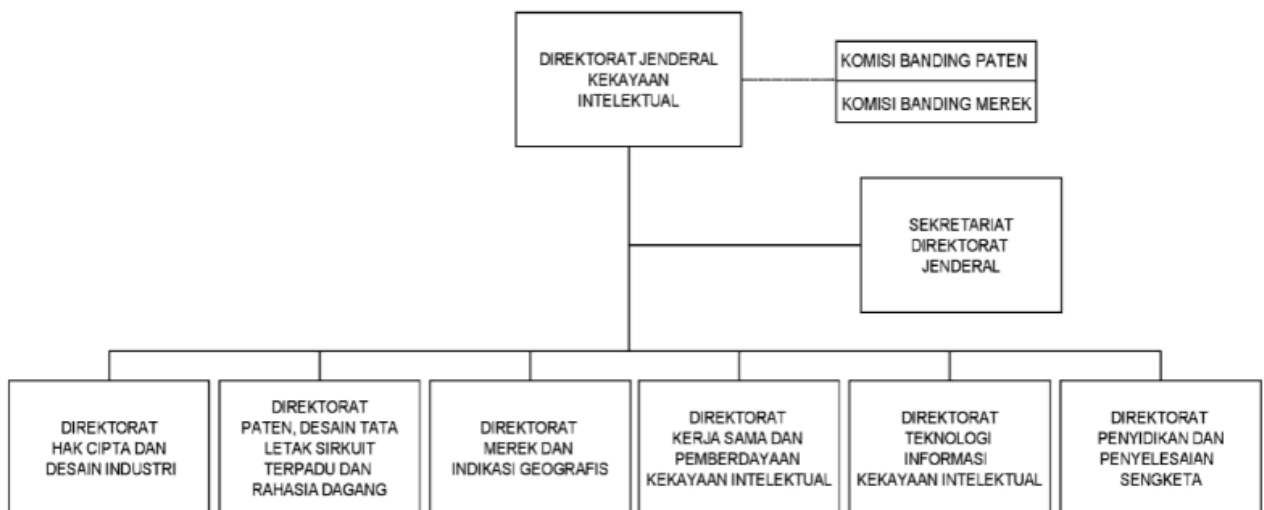 DIREKTORAT JENDERAL
KEKAYAAN
INTELEKTUAL
KOMISI BANDING PATEN
KOMISI BANDING MEREK
SEKRETARIAT
DIREKTORAT
JENDERAL
DIREKTORAT
HAK CIPTA DAN
DESAIN INDUSTRI
DIREKTORAT
PATEN, DESAIN TATA
LETAK SIRKUIT
TERPADU DAN
RAHASIA DAGANG
DIREKTORAT
MEREK DAN
INDIKASI GEOGRAFIS
DIREKTORAT
KERJA SAMA DAN
PEMBERDAYAAN
KEKAYAAN INTELEKTUAL
DIREKTORAT
TEKNOLOGI
INFORMASI
KEKAYAAN INTELEKTUAL
DIREKTORAT
PENYIDIKAN DAN
PENYELESAIAN
SENGKETA